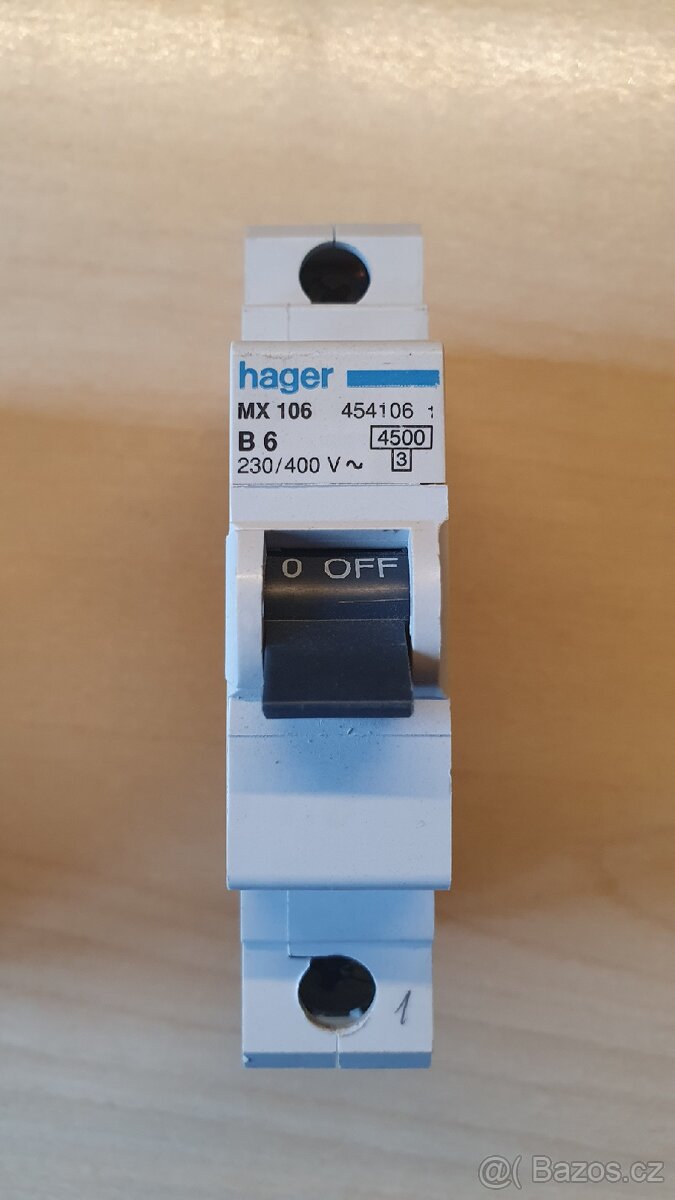 hager
MX 106 454106
B 6 4500
230/400 V ~ 3
0 OFF
1
@( Bazos.cz